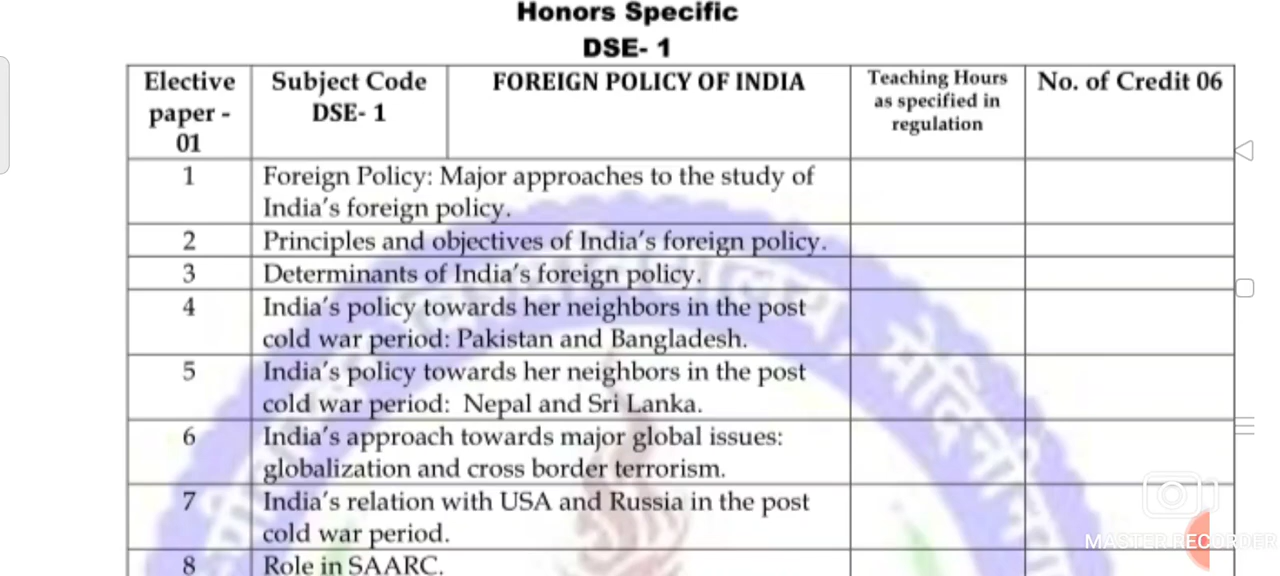 Honors Specific
DSE- 1
Elective paper - 01
Subject Code DSE- 1
FOREIGN POLICY OF INDIA
Teaching Hours as specified in regulation
No. of Credit 06
1
Foreign Policy: Major approaches to the study of
India's foreign policy.
2
Principles and objectives of India's foreign policy.
3
Determinants of India's foreign policy.
4
India's policy towards her neighbors in the post
cold war period: Pakistan and Bangladesh.
5
India's policy towards her neighbors in the post
cold war period:  Nepal and Sri Lanka.
6
India's approach towards major global issues:
globalization and cross border terrorism.
7
India's relation with USA and Russia in the post
cold war period.
8
Role in SAARC.
MASTER RECORDER